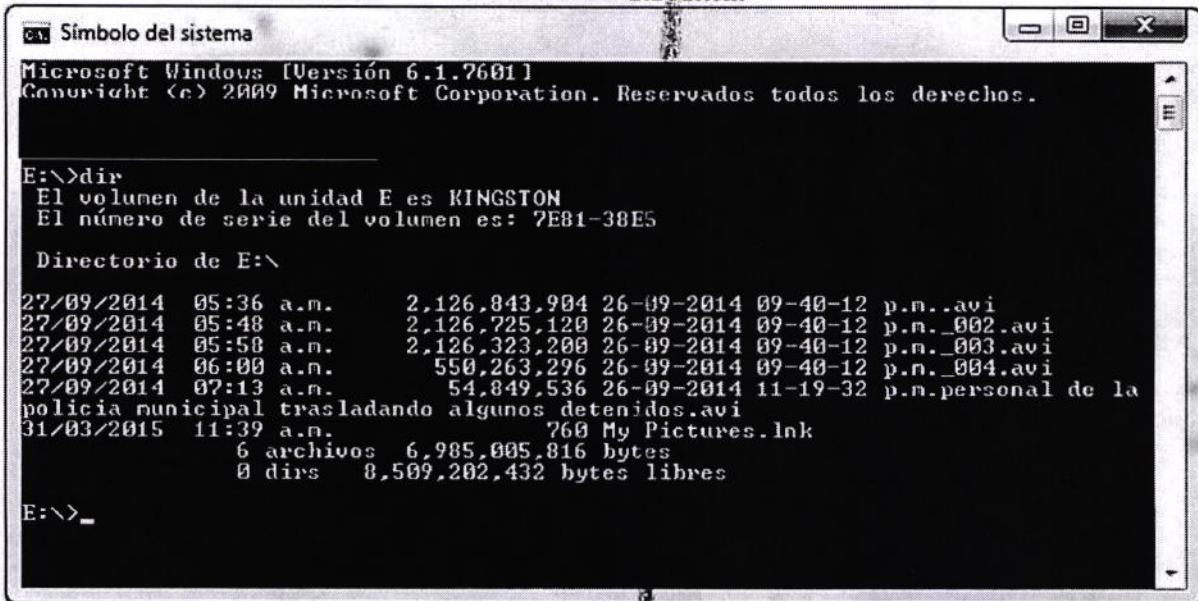 Símbolo del sistema
Microsoft Windows [Versión 6.1.7601]
Copyright (c) 2009 Microsoft Corporation. Reservados todos los derechos.
E:\>dir
El volumen de la unidad E es KINGSTON
El número de serie del volumen es: 7E81-38E5
Directorio de E:\
27/09/2014 05:36 a.m. 2,126,843,904 26-09-2014 09-40-12 p.m..avi
27/09/2014 05:48 a.m. 2,126,725,120 26-09-2014 09-40-12 p.m._002.avi
27/09/2014 05:58 a.m. 2,126,323,200 26-09-2014 09-40-12 p.m._003.avi
27/09/2014 06:00 a.m. 550,263,296 26-09-2014 09-40-12 p.m._004.avi
27/09/2014 07:13 a.m. 54,849,536 26-09-2014 11-19-32 p.m.personal de la
policia municipal trasladando algunos detenidos.avi
31/03/2015 11:39 a.m. 760 My Pictures.lnk
6 archivos 6,985,005,816 bytes
0 dirs 8,509,202,432 bytes libres
E:\>_